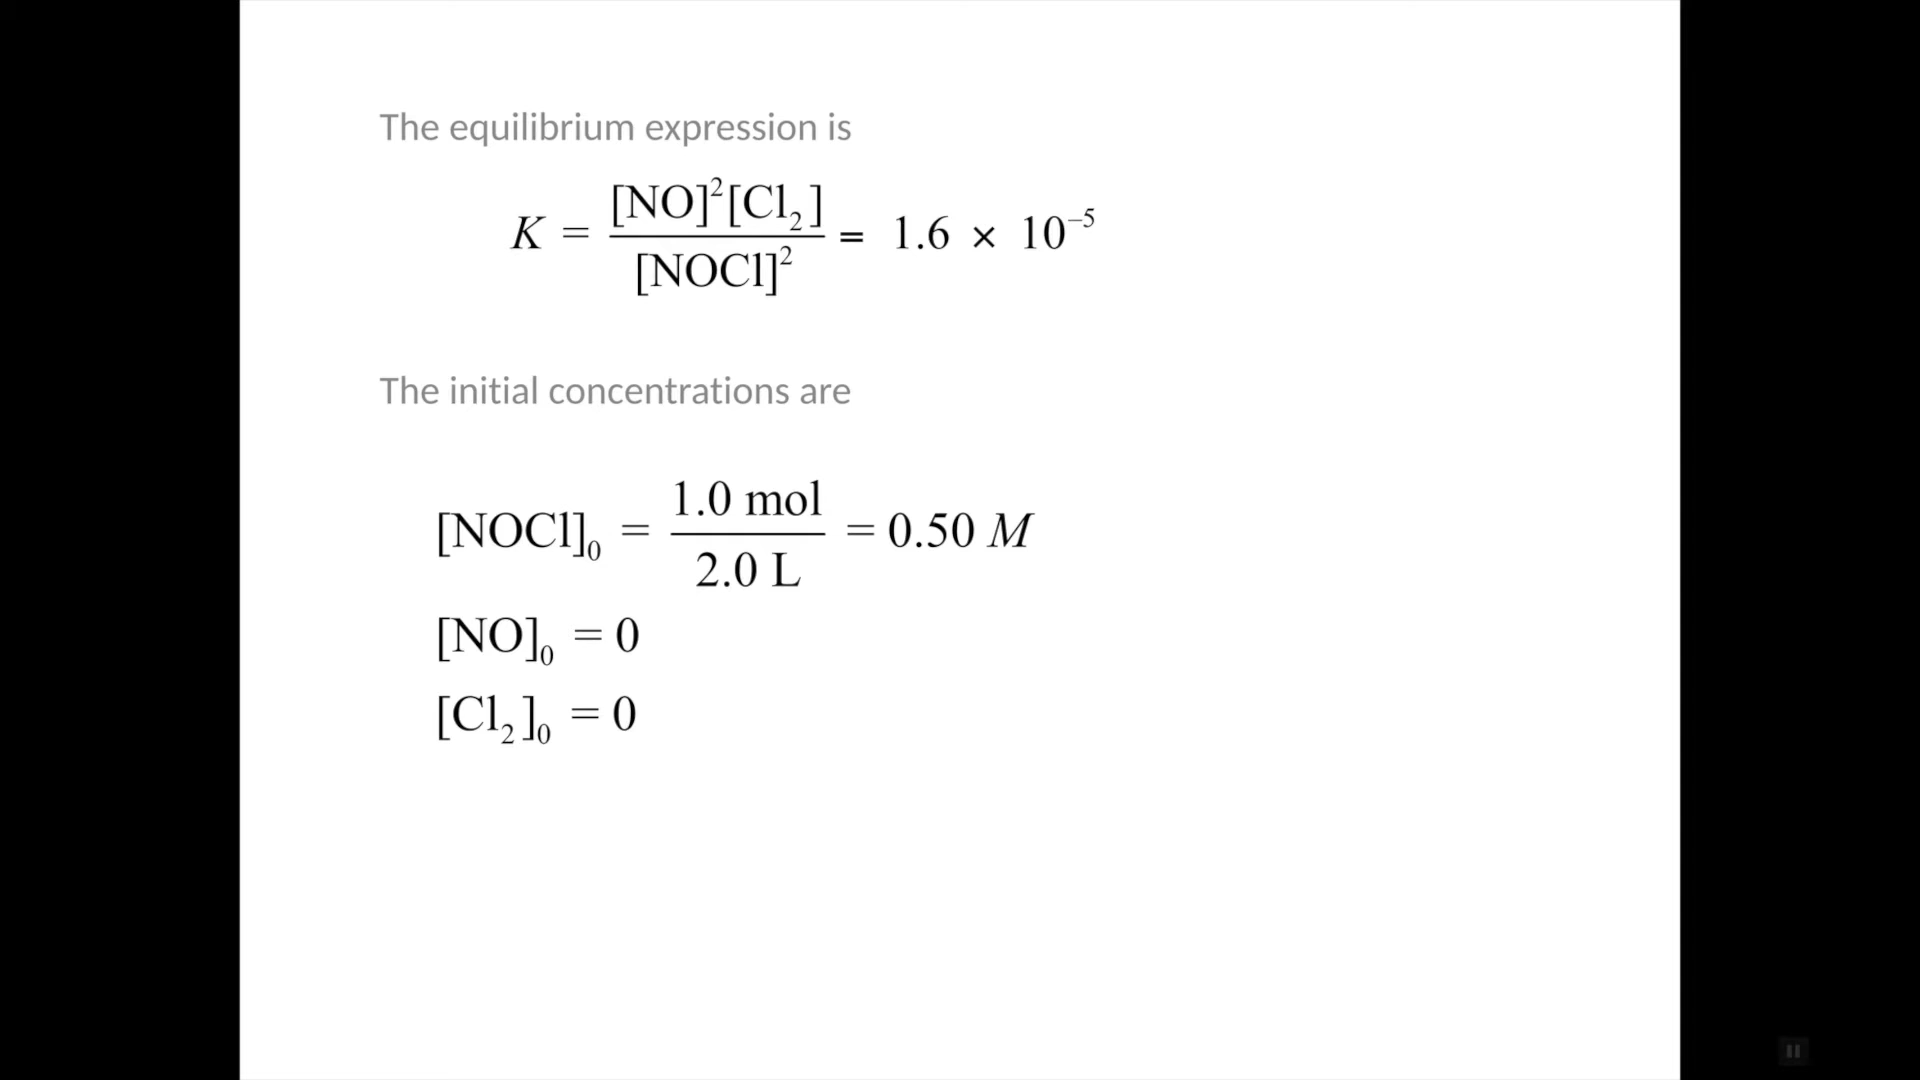 The equilibrium expression is
K = [NO]²[Cl₂] / [NOCl]² = 1.6 × 10⁻⁵
The initial concentrations are
[NOCl]₀ = 1.0 mol / 2.0 L = 0.50 M
[NO]₀ = 0
[Cl₂]₀ = 0